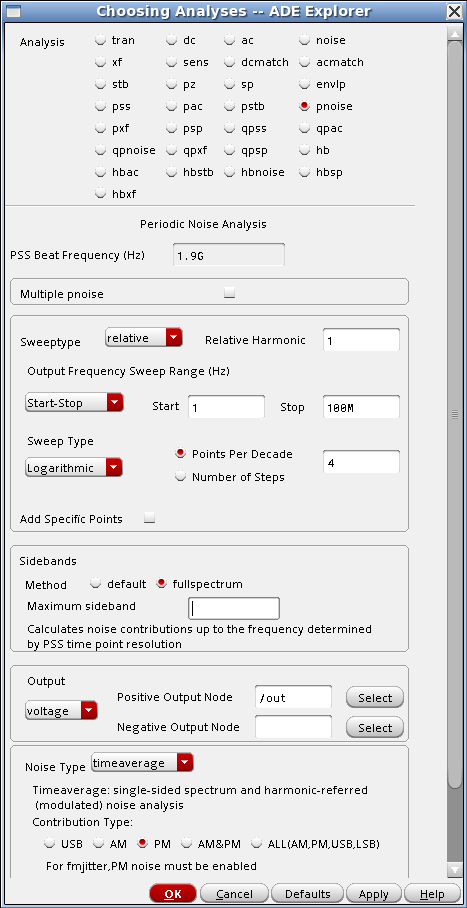 Choosing Analyses -- ADE Explorer
Analysis tran dc ac noise
xf sens dcmatch acmatch
stb pz sp envlp
pss pac pstb pnoise
pxf psp qpss qpac
qpnoise qpxf qpsp hb
hbac hbstb hbnoise hbsp
hbxf
Periodic Noise Analysis
PSS Beat Frequency (Hz) 1.9G
Multiple pnoise
Sweeptype relative Relative Harmonic 1
Output Frequency Sweep Range (Hz)
Start-Stop Start 1 Stop 100M
Sweep Type
Logarithmic Points Per Decade 4
Number of Steps
Add Specific Points
Sidebands
Method default fullspectrum
Maximum sideband
Calculates noise contributions up to the frequency determined
by PSS time point resolution
Output
voltage Positive Output Node /out Select
Negative Output Node Select
Noise Type timeaverage
Timeaverage: single-sided spectrum and harmonic-referred
(modulated) noise analysis
Contribution Type:
USB AM PM AM&PM ALL(AM,PM,USB,LSB)
For fmjitter,PM noise must be enabled
OK Cancel Defaults Apply Help